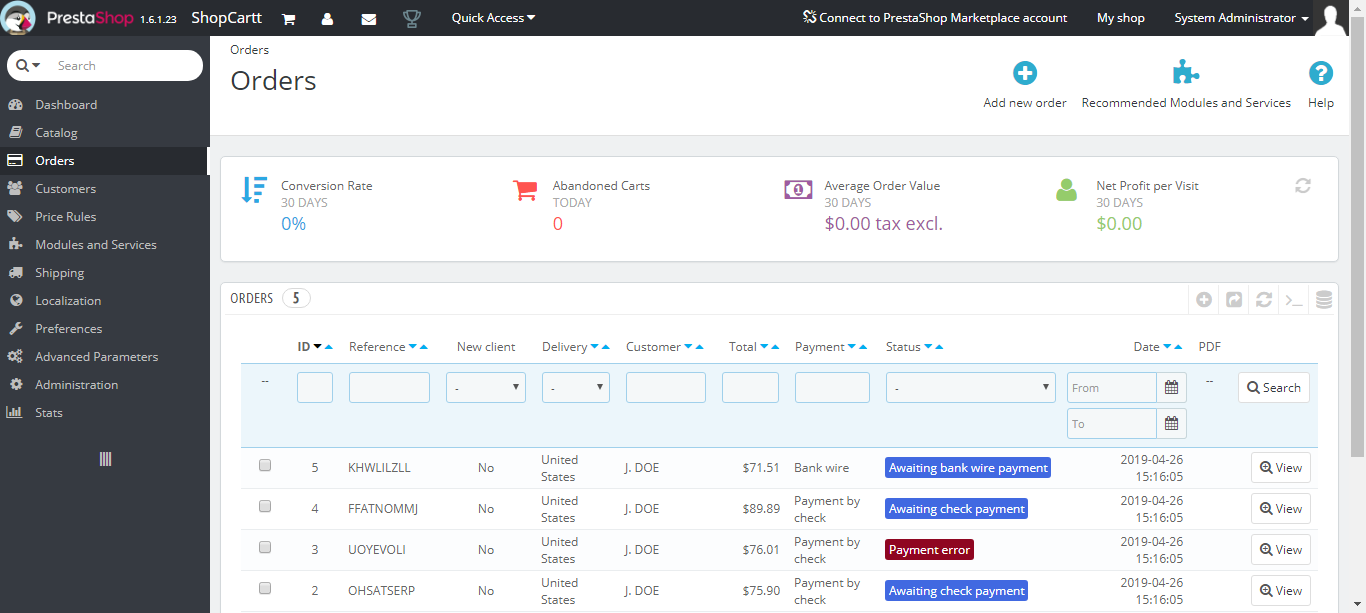 PrestaShop 1.6.1.23 ShopCartt Quick Access Connect to PrestaShop Marketplace account My shop System Administrator
Search
Dashboard
Catalog
Orders
Customers
Price Rules
Modules and Services
Shipping
Localization
Preferences
Advanced Parameters
Administration
Stats
Orders
Orders
Add new order Recommended Modules and Services Help
Conversion Rate
30 DAYS
0%
Abandoned Carts
TODAY
0
Average Order Value
30 DAYS
$0.00 tax excl.
Net Profit per Visit
30 DAYS
$0.00
ORDERS 5
ID Reference New client Delivery Customer Total Payment Status Date PDF
-- - - - From -- Search
To
5 KHWLILZLL No United States J. DOE $71.51 Bank wire Awaiting bank wire payment 2019-04-26 15:16:05 View
4 FFATNOMMJ No United States J. DOE $89.89 Payment by check Awaiting check payment 2019-04-26 15:16:05 View
3 UOYEVOLI No United States J. DOE $76.01 Payment by check Payment error 2019-04-26 15:16:05 View
2 OHSATSERP No United States J. DOE $75.90 Payment by check Awaiting check payment 2019-04-26 15:16:05 View